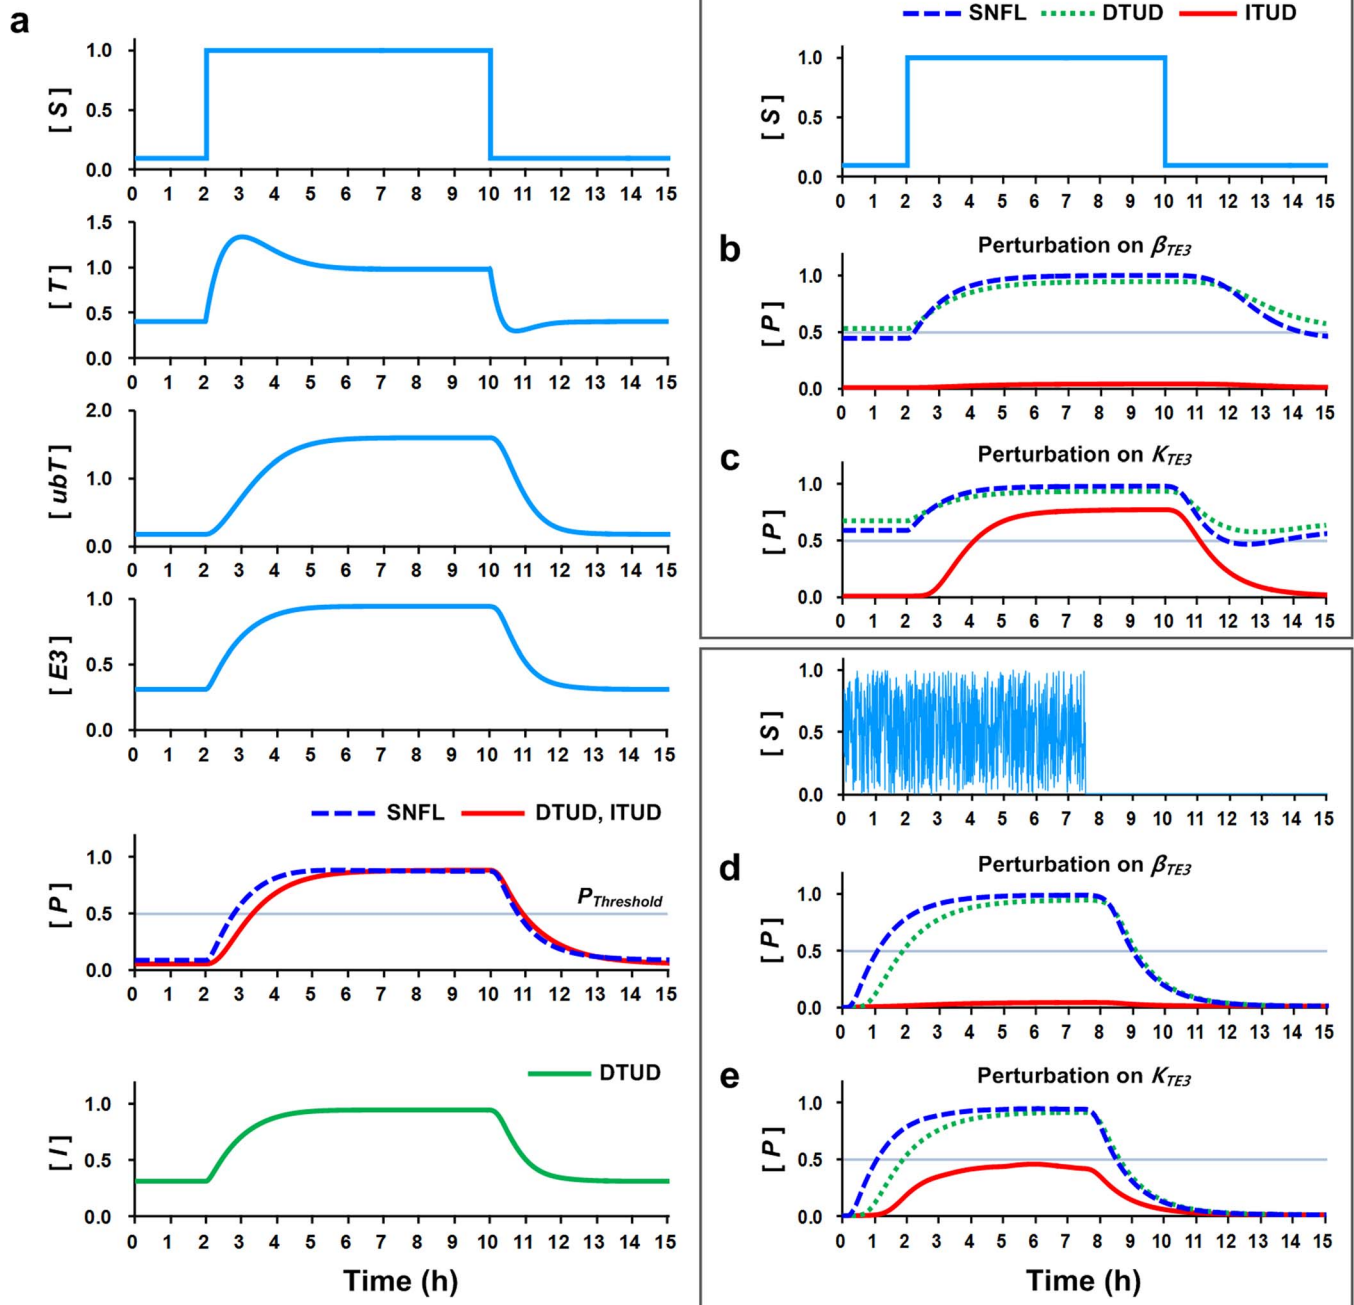 a
[ S ]
1.0
0.5
0.0
0 1 2 3 4 5 6 7 8 9 10 11 12 13 14 15
[ T ]
1.5
1.0
0.5
0.0
0 1 2 3 4 5 6 7 8 9 10 11 12 13 14 15
[ ubT ]
2.0
1.0
0.0
0 1 2 3 4 5 6 7 8 9 10 11 12 13 14 15
[ E3 ]
1.0
0.5
0.0
0 1 2 3 4 5 6 7 8 9 10 11 12 13 14 15
SNFL DTUD, ITUD
[ P ]
1.0
0.5
0.0
P Threshold
0 1 2 3 4 5 6 7 8 9 10 11 12 13 14 15
DTUD
[ I ]
1.0
0.5
0.0
0 1 2 3 4 5 6 7 8 9 10 11 12 13 14 15
Time (h)
SNFL DTUD ITUD
[ S ]
1.0
0.5
0.0
0 1 2 3 4 5 6 7 8 9 10 11 12 13 14 15
b
Perturbation on βTE3
[ P ]
1.0
0.5
0.0
0 1 2 3 4 5 6 7 8 9 10 11 12 13 14 15
c
Perturbation on KTE3
[ P ]
1.0
0.5
0.0
0 1 2 3 4 5 6 7 8 9 10 11 12 13 14 15
[ S ]
1.0
0.5
0.0
0 1 2 3 4 5 6 7 8 9 10 11 12 13 14 15
d
Perturbation on βTE3
[ P ]
1.0
0.5
0.0
0 1 2 3 4 5 6 7 8 9 10 11 12 13 14 15
e
Perturbation on KTE3
[ P ]
1.0
0.5
0.0
0 1 2 3 4 5 6 7 8 9 10 11 12 13 14 15
Time (h)